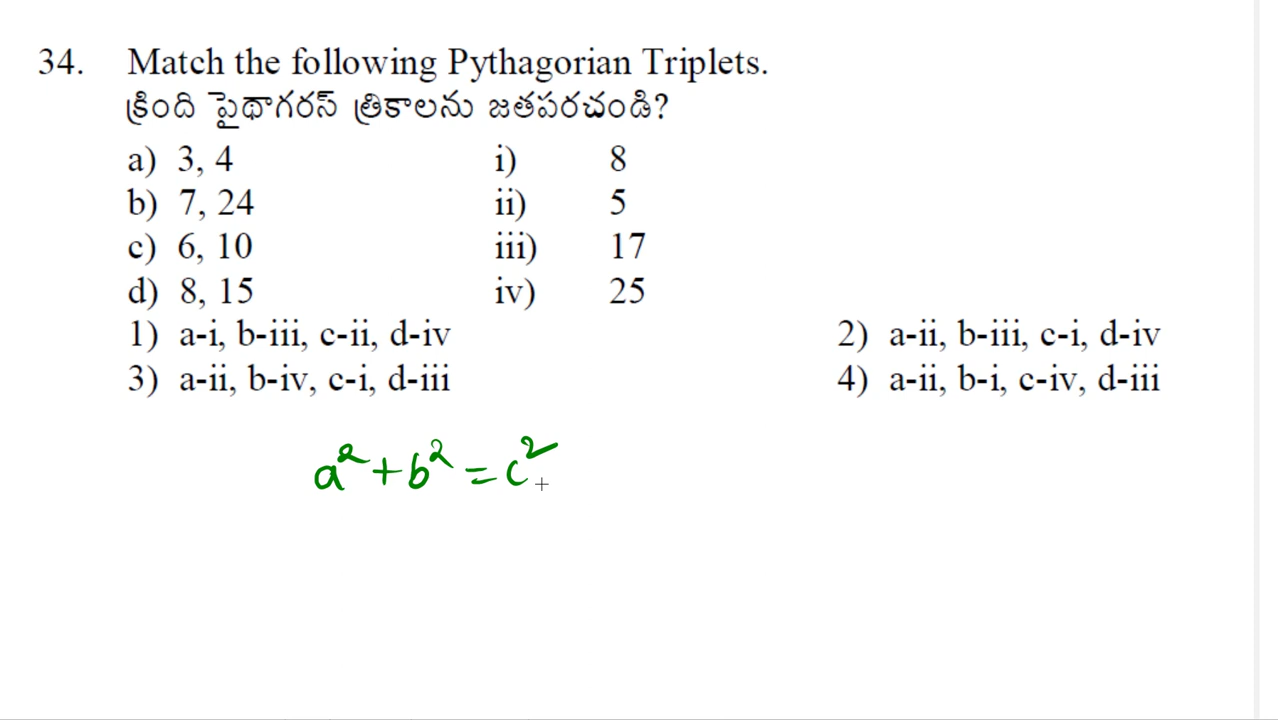 34. Match the following Pythagorian Triplets.
క్రింది పైథాగరస్ త్రికాలను జతపరచండి?
a) 3, 4 i) 8
b) 7, 24 ii) 5
c) 6, 10 iii) 17
d) 8, 15 iv) 25
1) a-i, b-iii, c-ii, d-iv 2) a-ii, b-iii, c-i, d-iv
3) a-ii, b-iv, c-i, d-iii 4) a-ii, b-i, c-iv, d-iii
a² + b² = c²